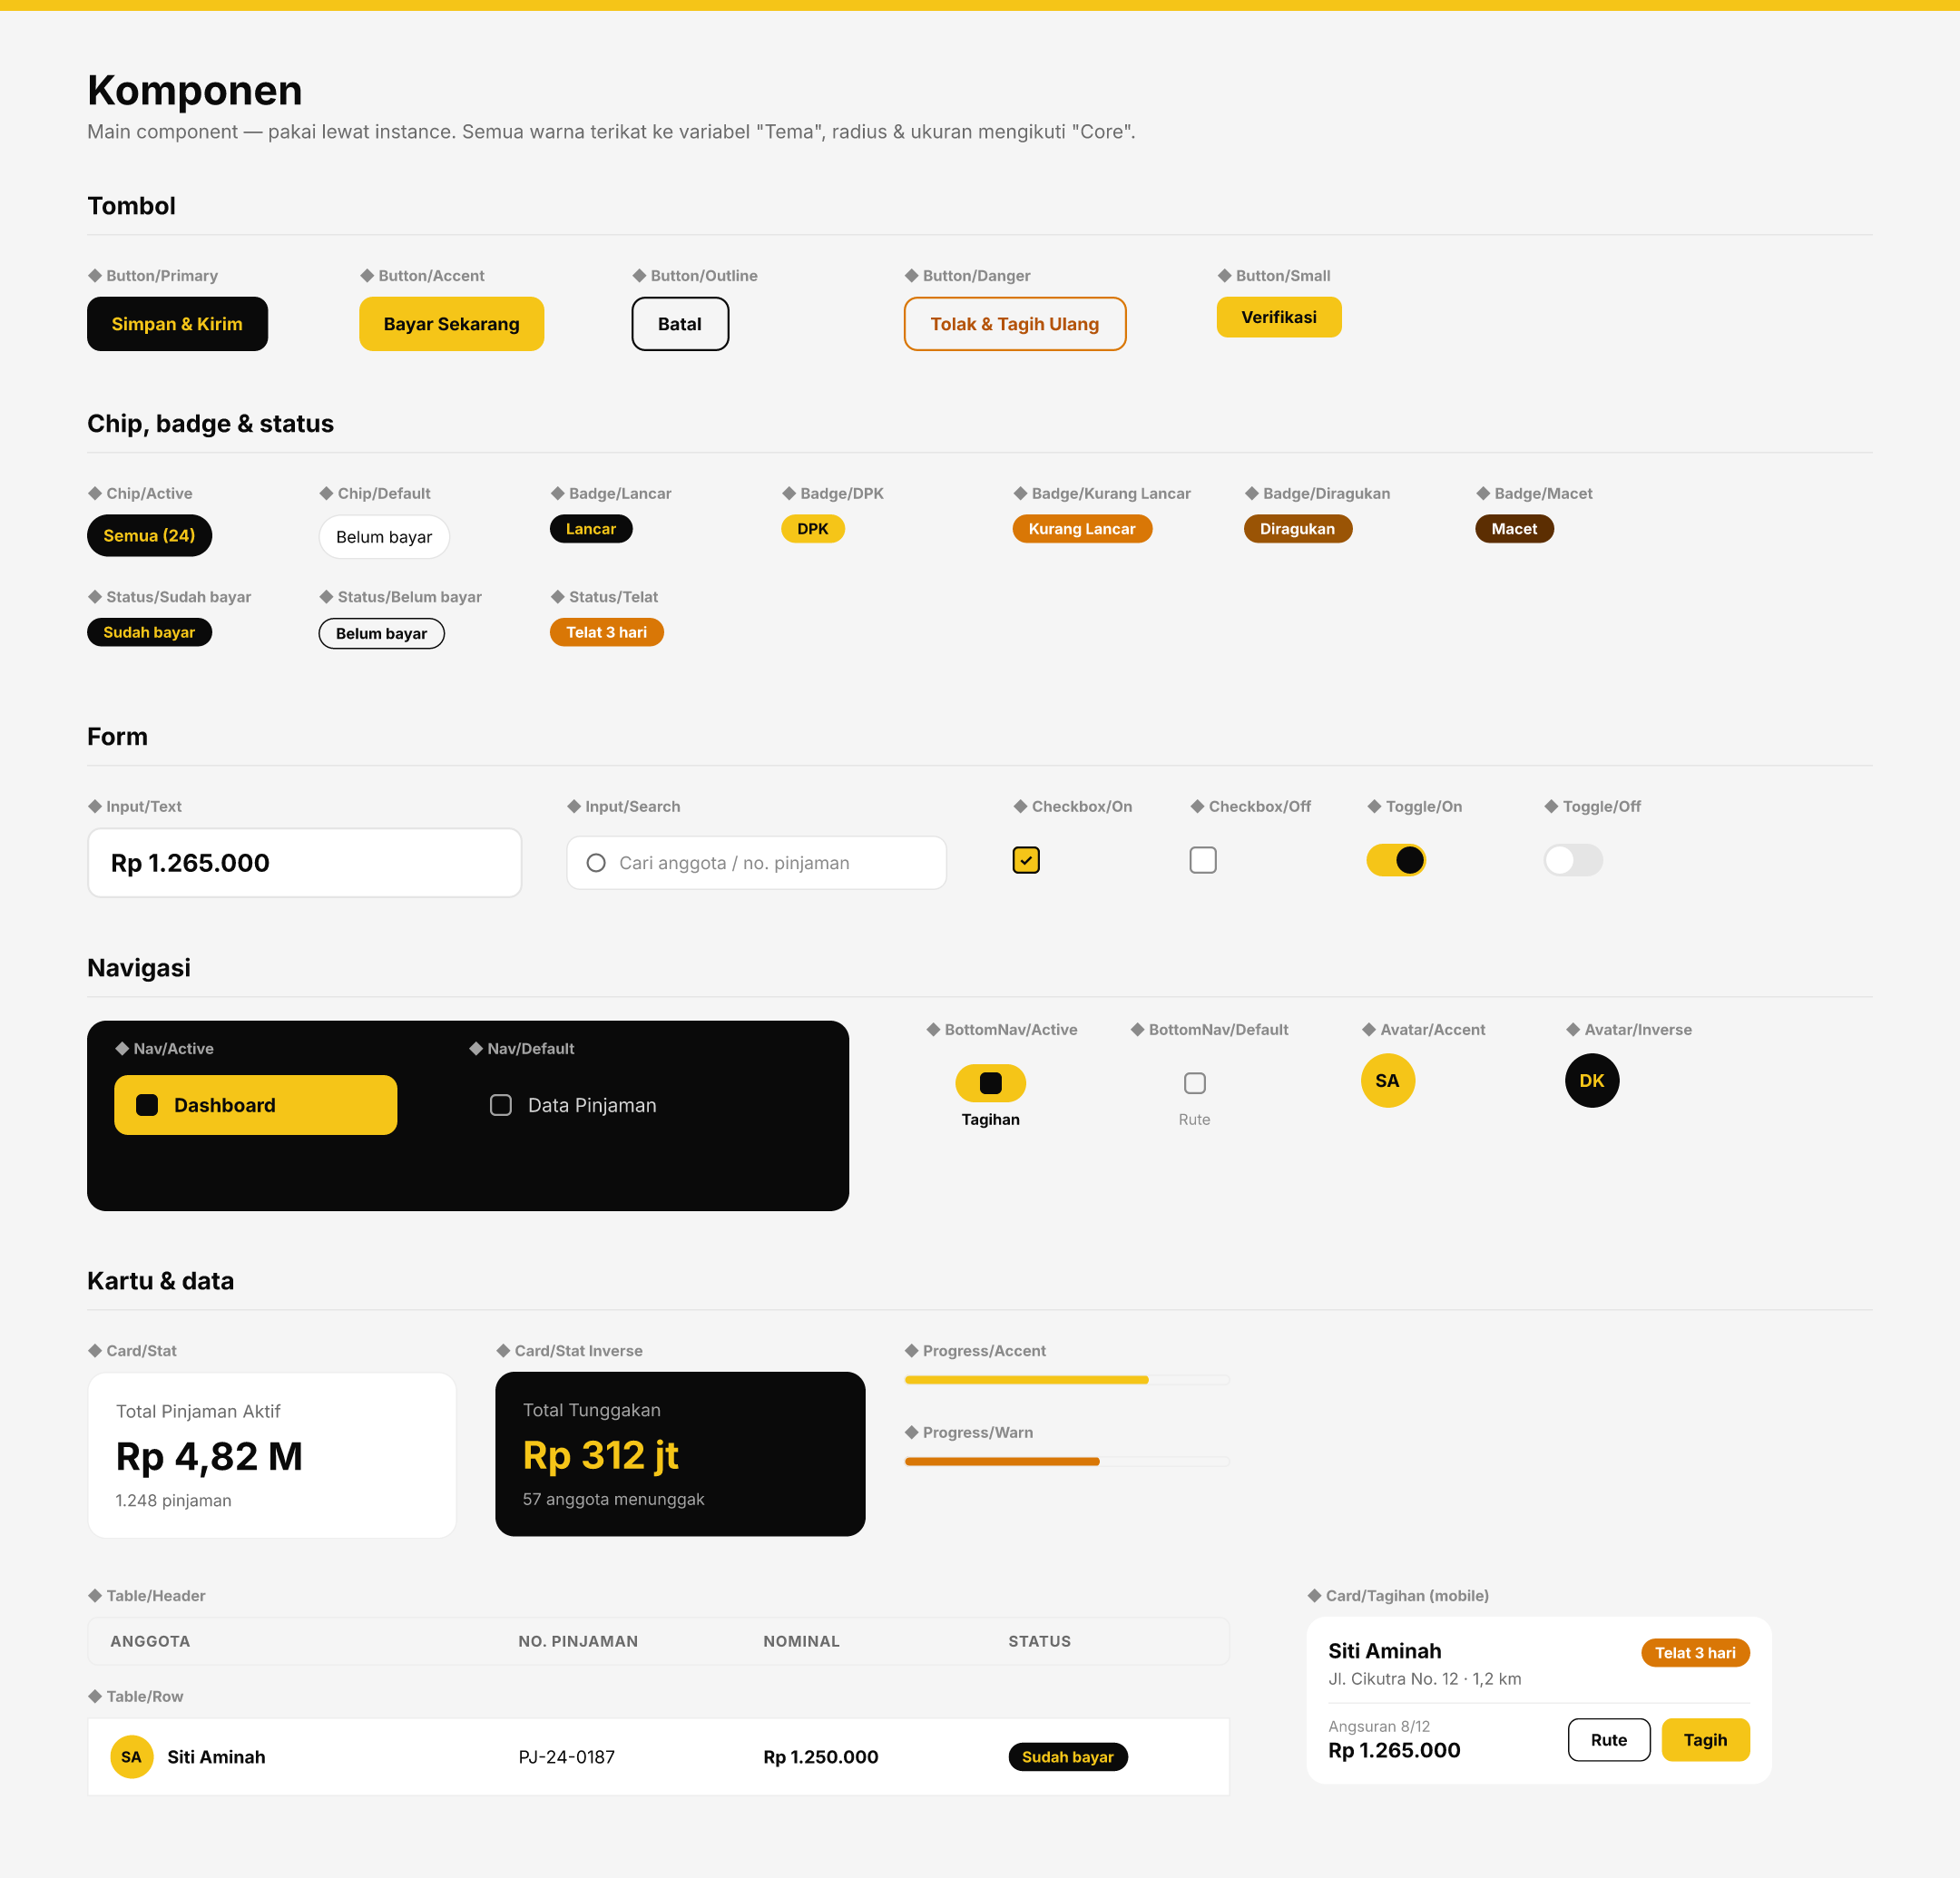 Komponen
Main component — pakai lewat instance. Semua warna terikat ke variabel "Tema", radius & ukuran mengikuti "Core".
Tombol
◆ Button/Primary
◆ Button/Accent
◆ Button/Outline
◆ Button/Danger
◆ Button/Small
Simpan & Kirim
Bayar Sekarang
Batal
Tolak & Tagih Ulang
Verifikasi
Chip, badge & status
◆ Chip/Active
◆ Chip/Default
◆ Badge/Lancar
◆ Badge/DPK
◆ Badge/Kurang Lancar
◆ Badge/Diragukan
◆ Badge/Macet
Semua (24)
Belum bayar
Lancar
DPK
Kurang Lancar
Diragukan
Macet
◆ Status/Sudah bayar
◆ Status/Belum bayar
◆ Status/Telat
Sudah bayar
Belum bayar
Telat 3 hari
Form
◆ Input/Text
◆ Input/Search
◆ Checkbox/On
◆ Checkbox/Off
◆ Toggle/On
◆ Toggle/Off
Rp 1.265.000
Cari anggota / no. pinjaman
Navigasi
◆ Nav/Active
◆ Nav/Default
Dashboard
Data Pinjaman
◆ BottomNav/Active
◆ BottomNav/Default
◆ Avatar/Accent
◆ Avatar/Inverse
Tagihan
Rute
SA
DK
Kartu & data
◆ Card/Stat
◆ Card/Stat Inverse
◆ Progress/Accent
Total Pinjaman Aktif
Rp 4,82 M
1.248 pinjaman
Total Tunggakan
Rp 312 jt
57 anggota menunggak
◆ Progress/Warn
◆ Table/Header
ANGGOTA
NO. PINJAMAN
NOMINAL
STATUS
◆ Table/Row
SA
Siti Aminah
PJ-24-0187
Rp 1.250.000
Sudah bayar
◆ Card/Tagihan (mobile)
Siti Aminah
Telat 3 hari
Jl. Cikutra No. 12 · 1,2 km
Angsuran 8/12
Rp 1.265.000
Rute
Tagih